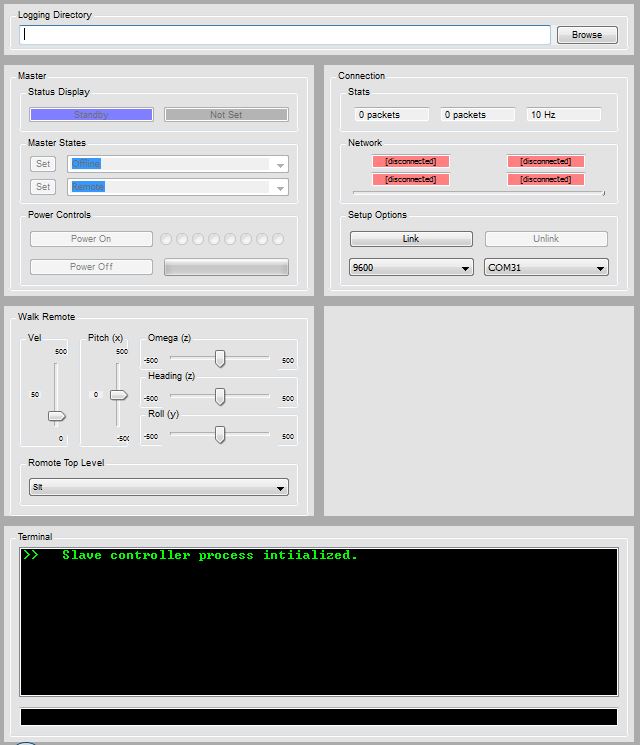 Logging Directory
Browse
Master
Status Display
Standby
Not Set
Master States
Set
Offline
Set
Remote
Power Controls
Power On
Power Off
Connection
Stats
0 packets
0 packets
10 Hz
Network
[disconnected]
[disconnected]
[disconnected]
[disconnected]
Setup Options
Link
Unlink
9600
COM31
Walk Remote
Vel
500
50
0
Pitch (x)
500
0
-500
Omega (z)
-500
500
Heading (z)
-500
500
Roll (y)
-500
500
Romote Top Level
Sit
Terminal
>> Slave controller process intiialized.